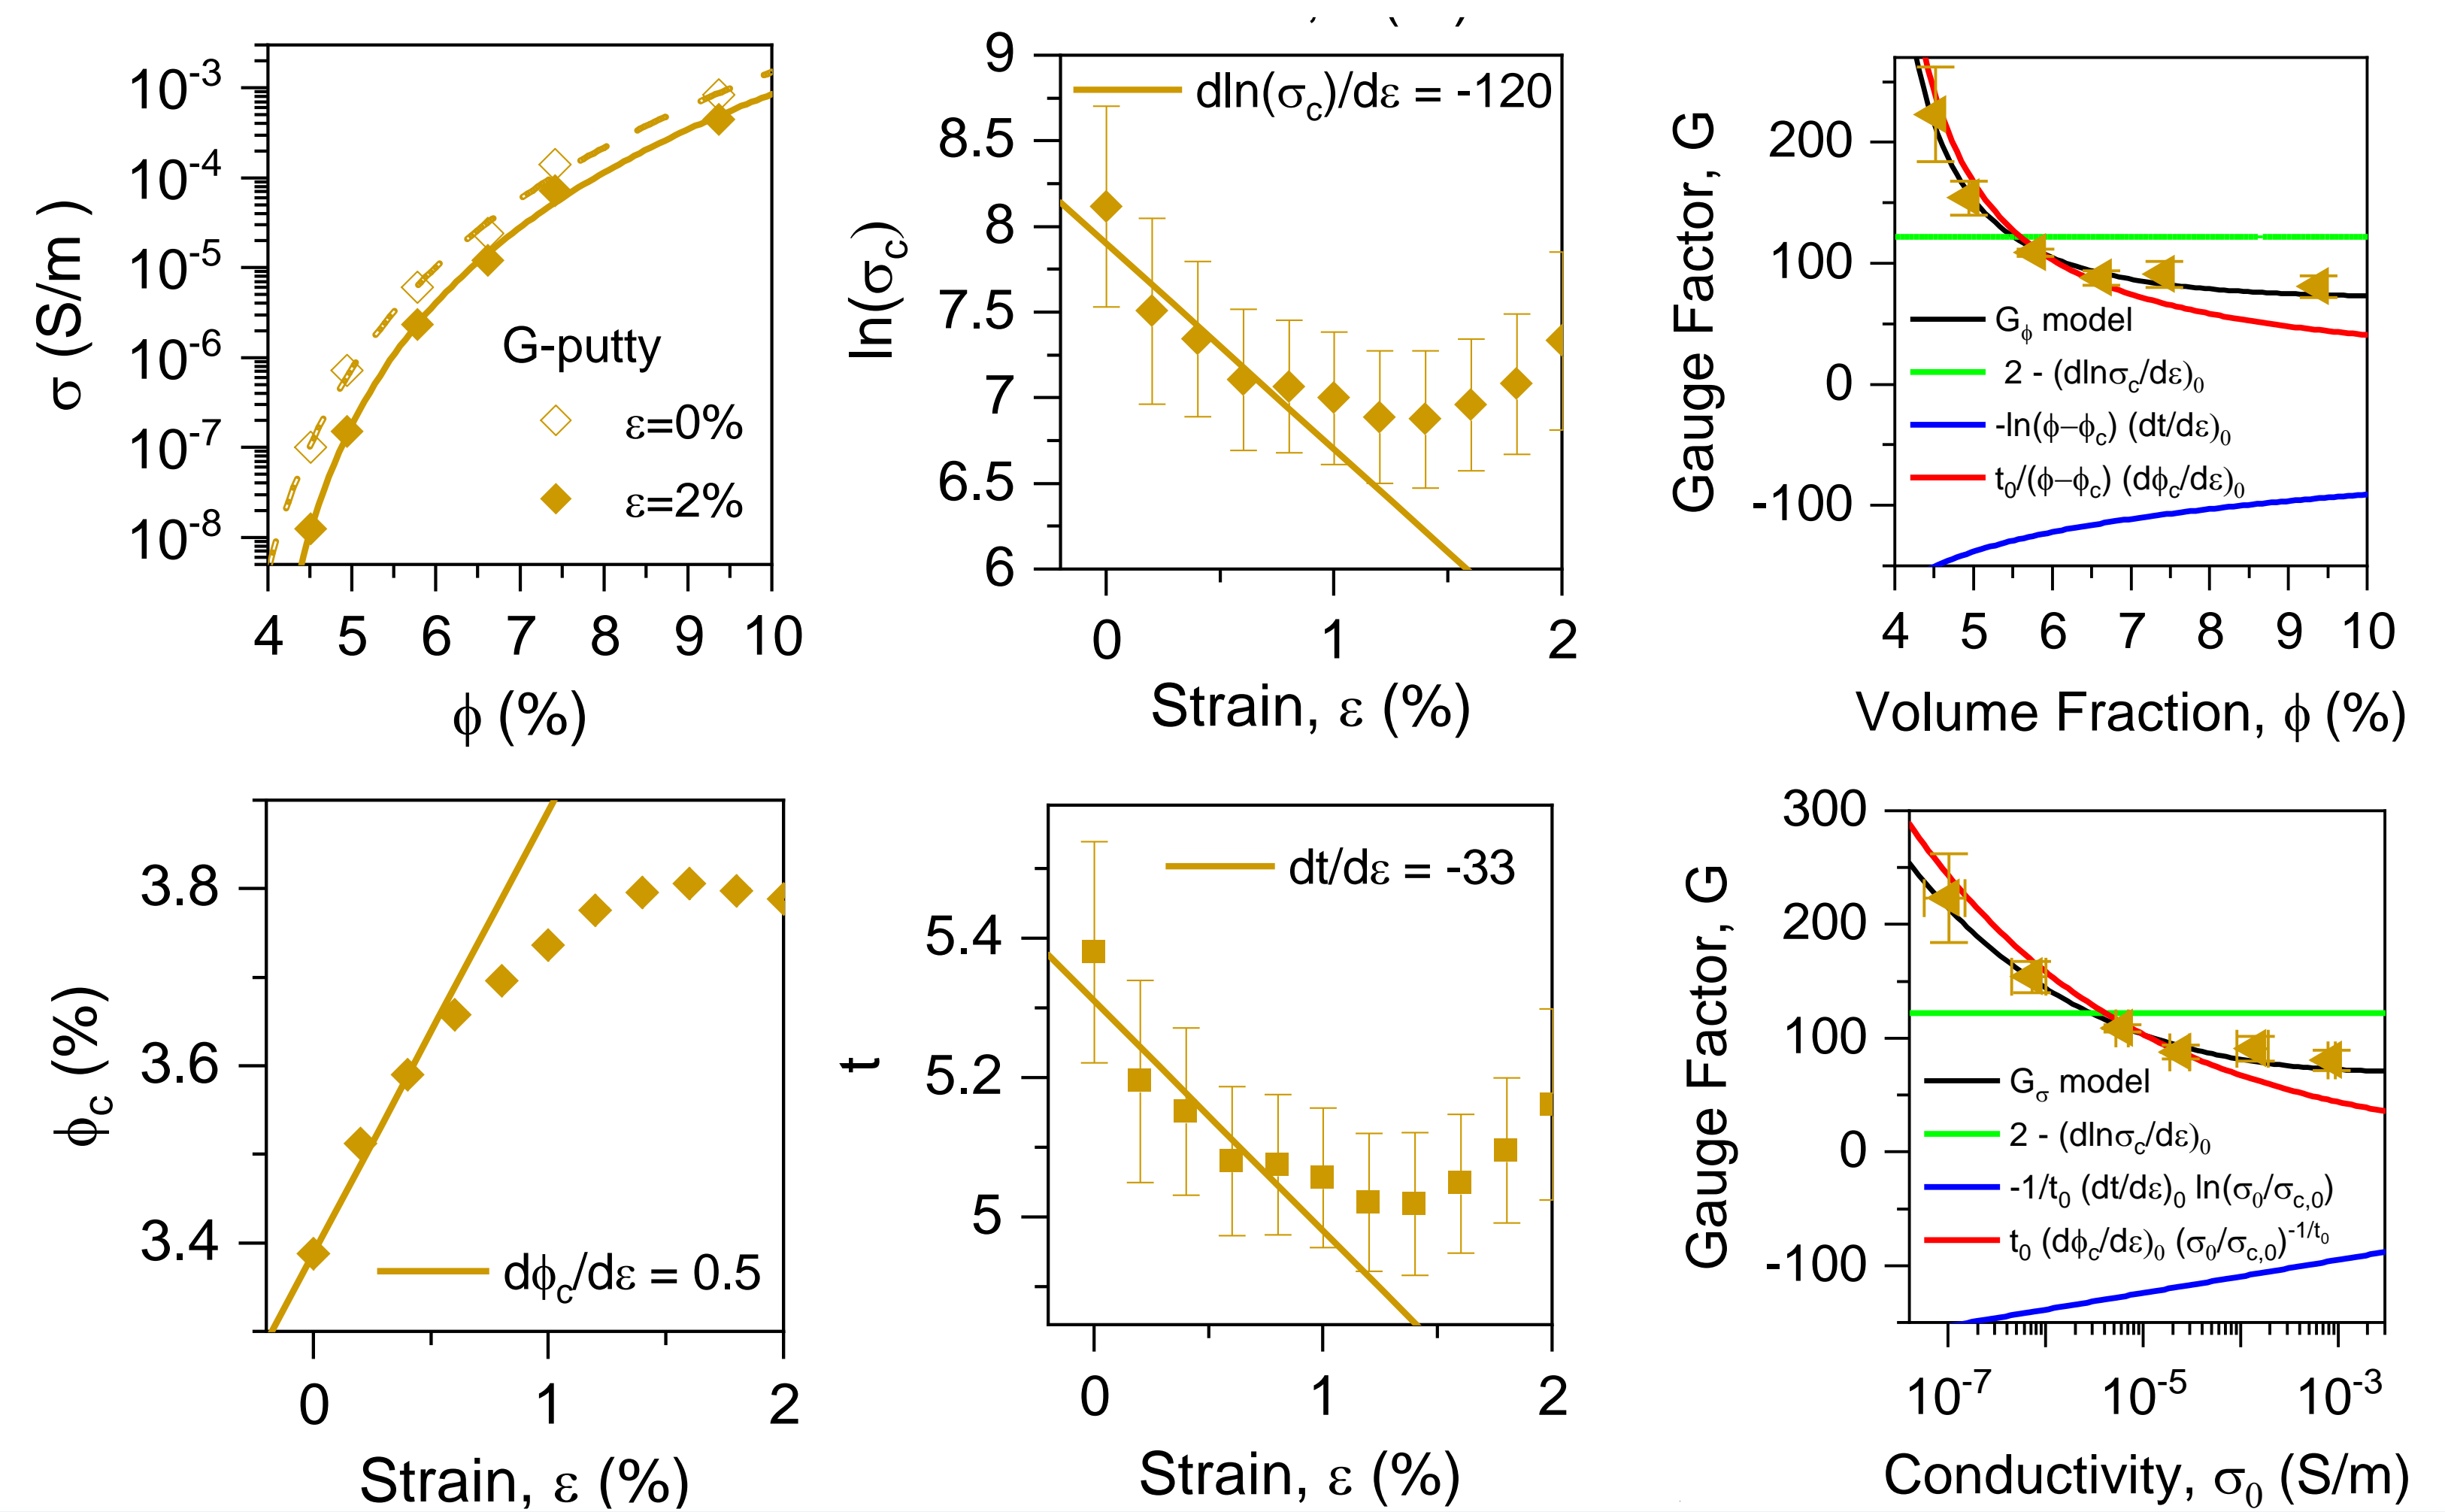 10⁻³
10⁻⁴
10⁻⁵
10⁻⁶
10⁻⁷
10⁻⁸
σ (S/m )
G-putty
ε=0%
ε=2%
4 5 6 7 8 9 10
ϕ (%)
9
8.5
8
7.5
7
6.5
6
ln(σc)
dln(σc)/dε = -120
0 1 2
Strain, ε (%)
200
100
0
-100
Gauge Factor, G
Gϕ model
2 - (dlnσc/dε)₀
-ln(ϕ−ϕc) (dt/dε)₀
t₀/(ϕ−ϕc) (dϕc/dε)₀
4 5 6 7 8 9 10
Volume Fraction, ϕ (%)
3.8
3.6
3.4
ϕc (%)
dϕc/dε = 0.5
0 1 2
Strain, ε (%)
5.4
5.2
5
t
dt/dε = -33
0 1 2
Strain, ε (%)
300
200
100
0
-100
Gauge Factor, G
Gσ model
2 - (dlnσc/dε)₀
-1/t₀ (dt/dε)₀ ln(σ₀/σc,0)
t₀ (dϕc/dε)₀ (σ₀/σc,0)^-1/t₀
10⁻⁷ 10⁻⁵ 10⁻³
Conductivity, σ₀ (S/m)